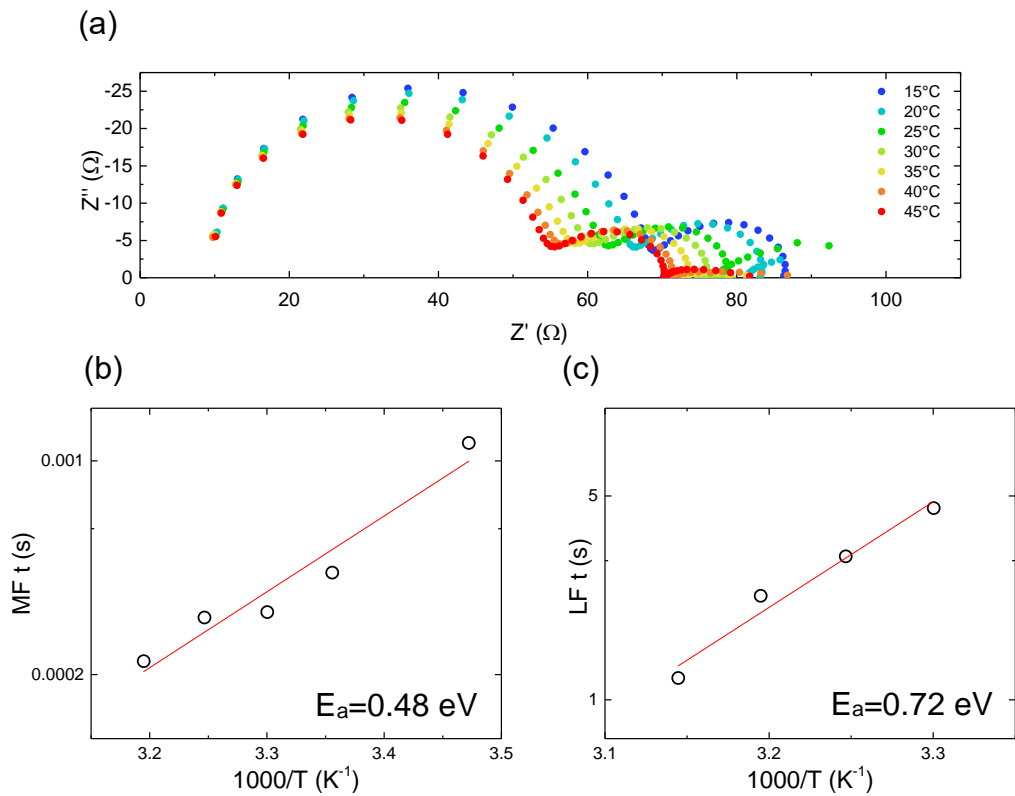 (a)
-25
-20
-15
-10
-5
0
Z'' (Ω)
0 20 40 60 80 100
Z' (Ω)
15°C
20°C
25°C
30°C
35°C
40°C
45°C
(b)
0.001
0.0002
MF t (s)
Ea=0.48 eV
3.2 3.3 3.4 3.5
1000/T (K⁻¹)
(c)
5
1
LF t (s)
Ea=0.72 eV
3.1 3.2 3.3
1000/T (K⁻¹)